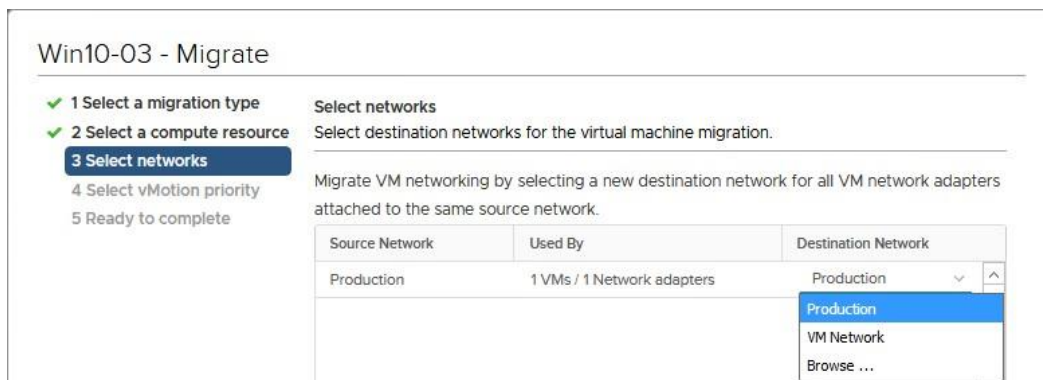 Win10-03 - Migrate
1 Select a migration type
2 Select a compute resource
3 Select networks
4 Select vMotion priority
5 Ready to complete
Select networks
Select destination networks for the virtual machine migration.
Migrate VM networking by selecting a new destination network for all VM network adapters
attached to the same source network.
Source Network Used By Destination Network
Production 1 VMs / 1 Network adapters Production
Production
VM Network
Browse ...